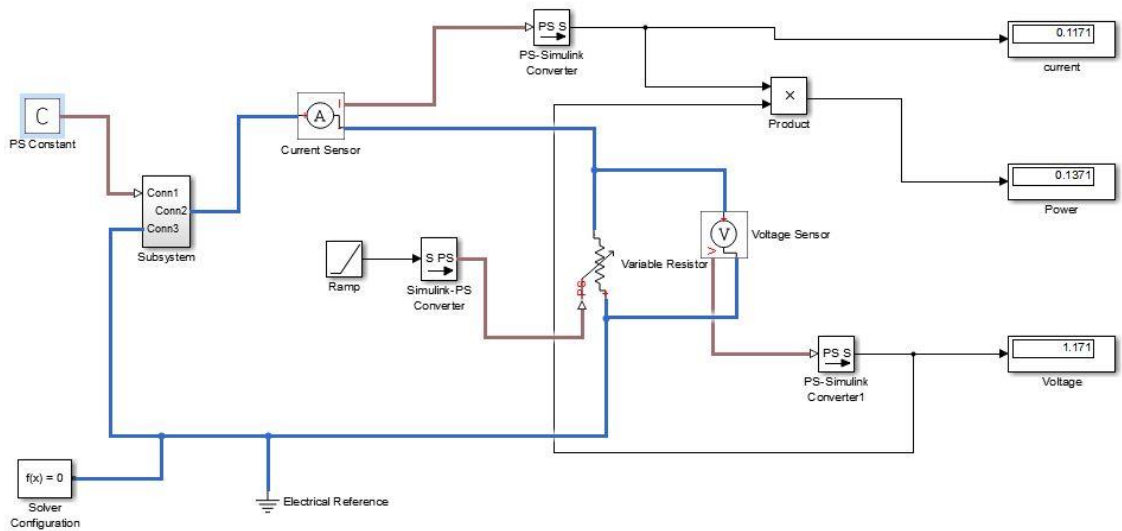 PS S
PS-Simulink
Converter
0.1171
current
C
PS Constant
I
A
Current Sensor
×
Product
Conn1
Conn2
Conn3
Subsystem
0.1371
Power
V
V
Voltage Sensor
Ramp
S PS
Simulink-PS
Converter
PS
Variable Resistor
+
PS S
PS-Simulink
Converter1
1.171
Voltage
f(x) = 0
Solver
Configuration
Electrical Reference